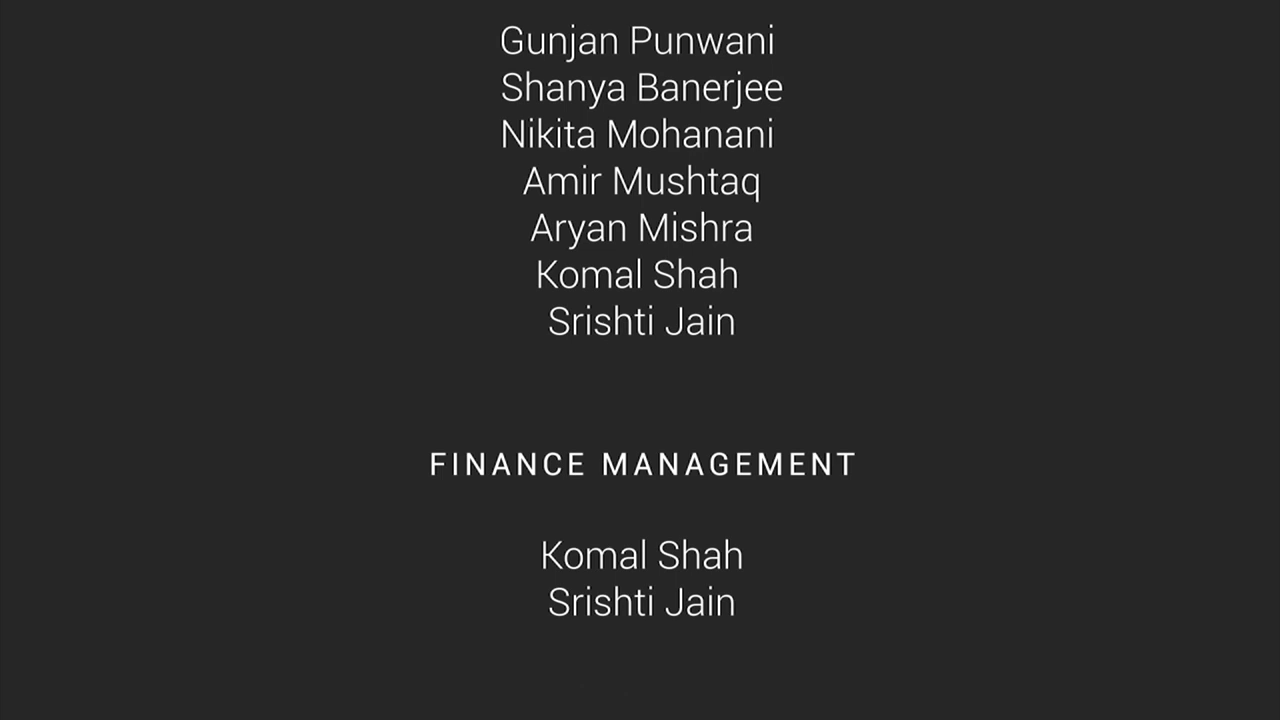 Gunjan Punwani
Shanya Banerjee
Nikita Mohanani
Amir Mushtaq
Aryan Mishra
Komal Shah
Srishti Jain
FINANCE MANAGEMENT
Komal Shah
Srishti Jain